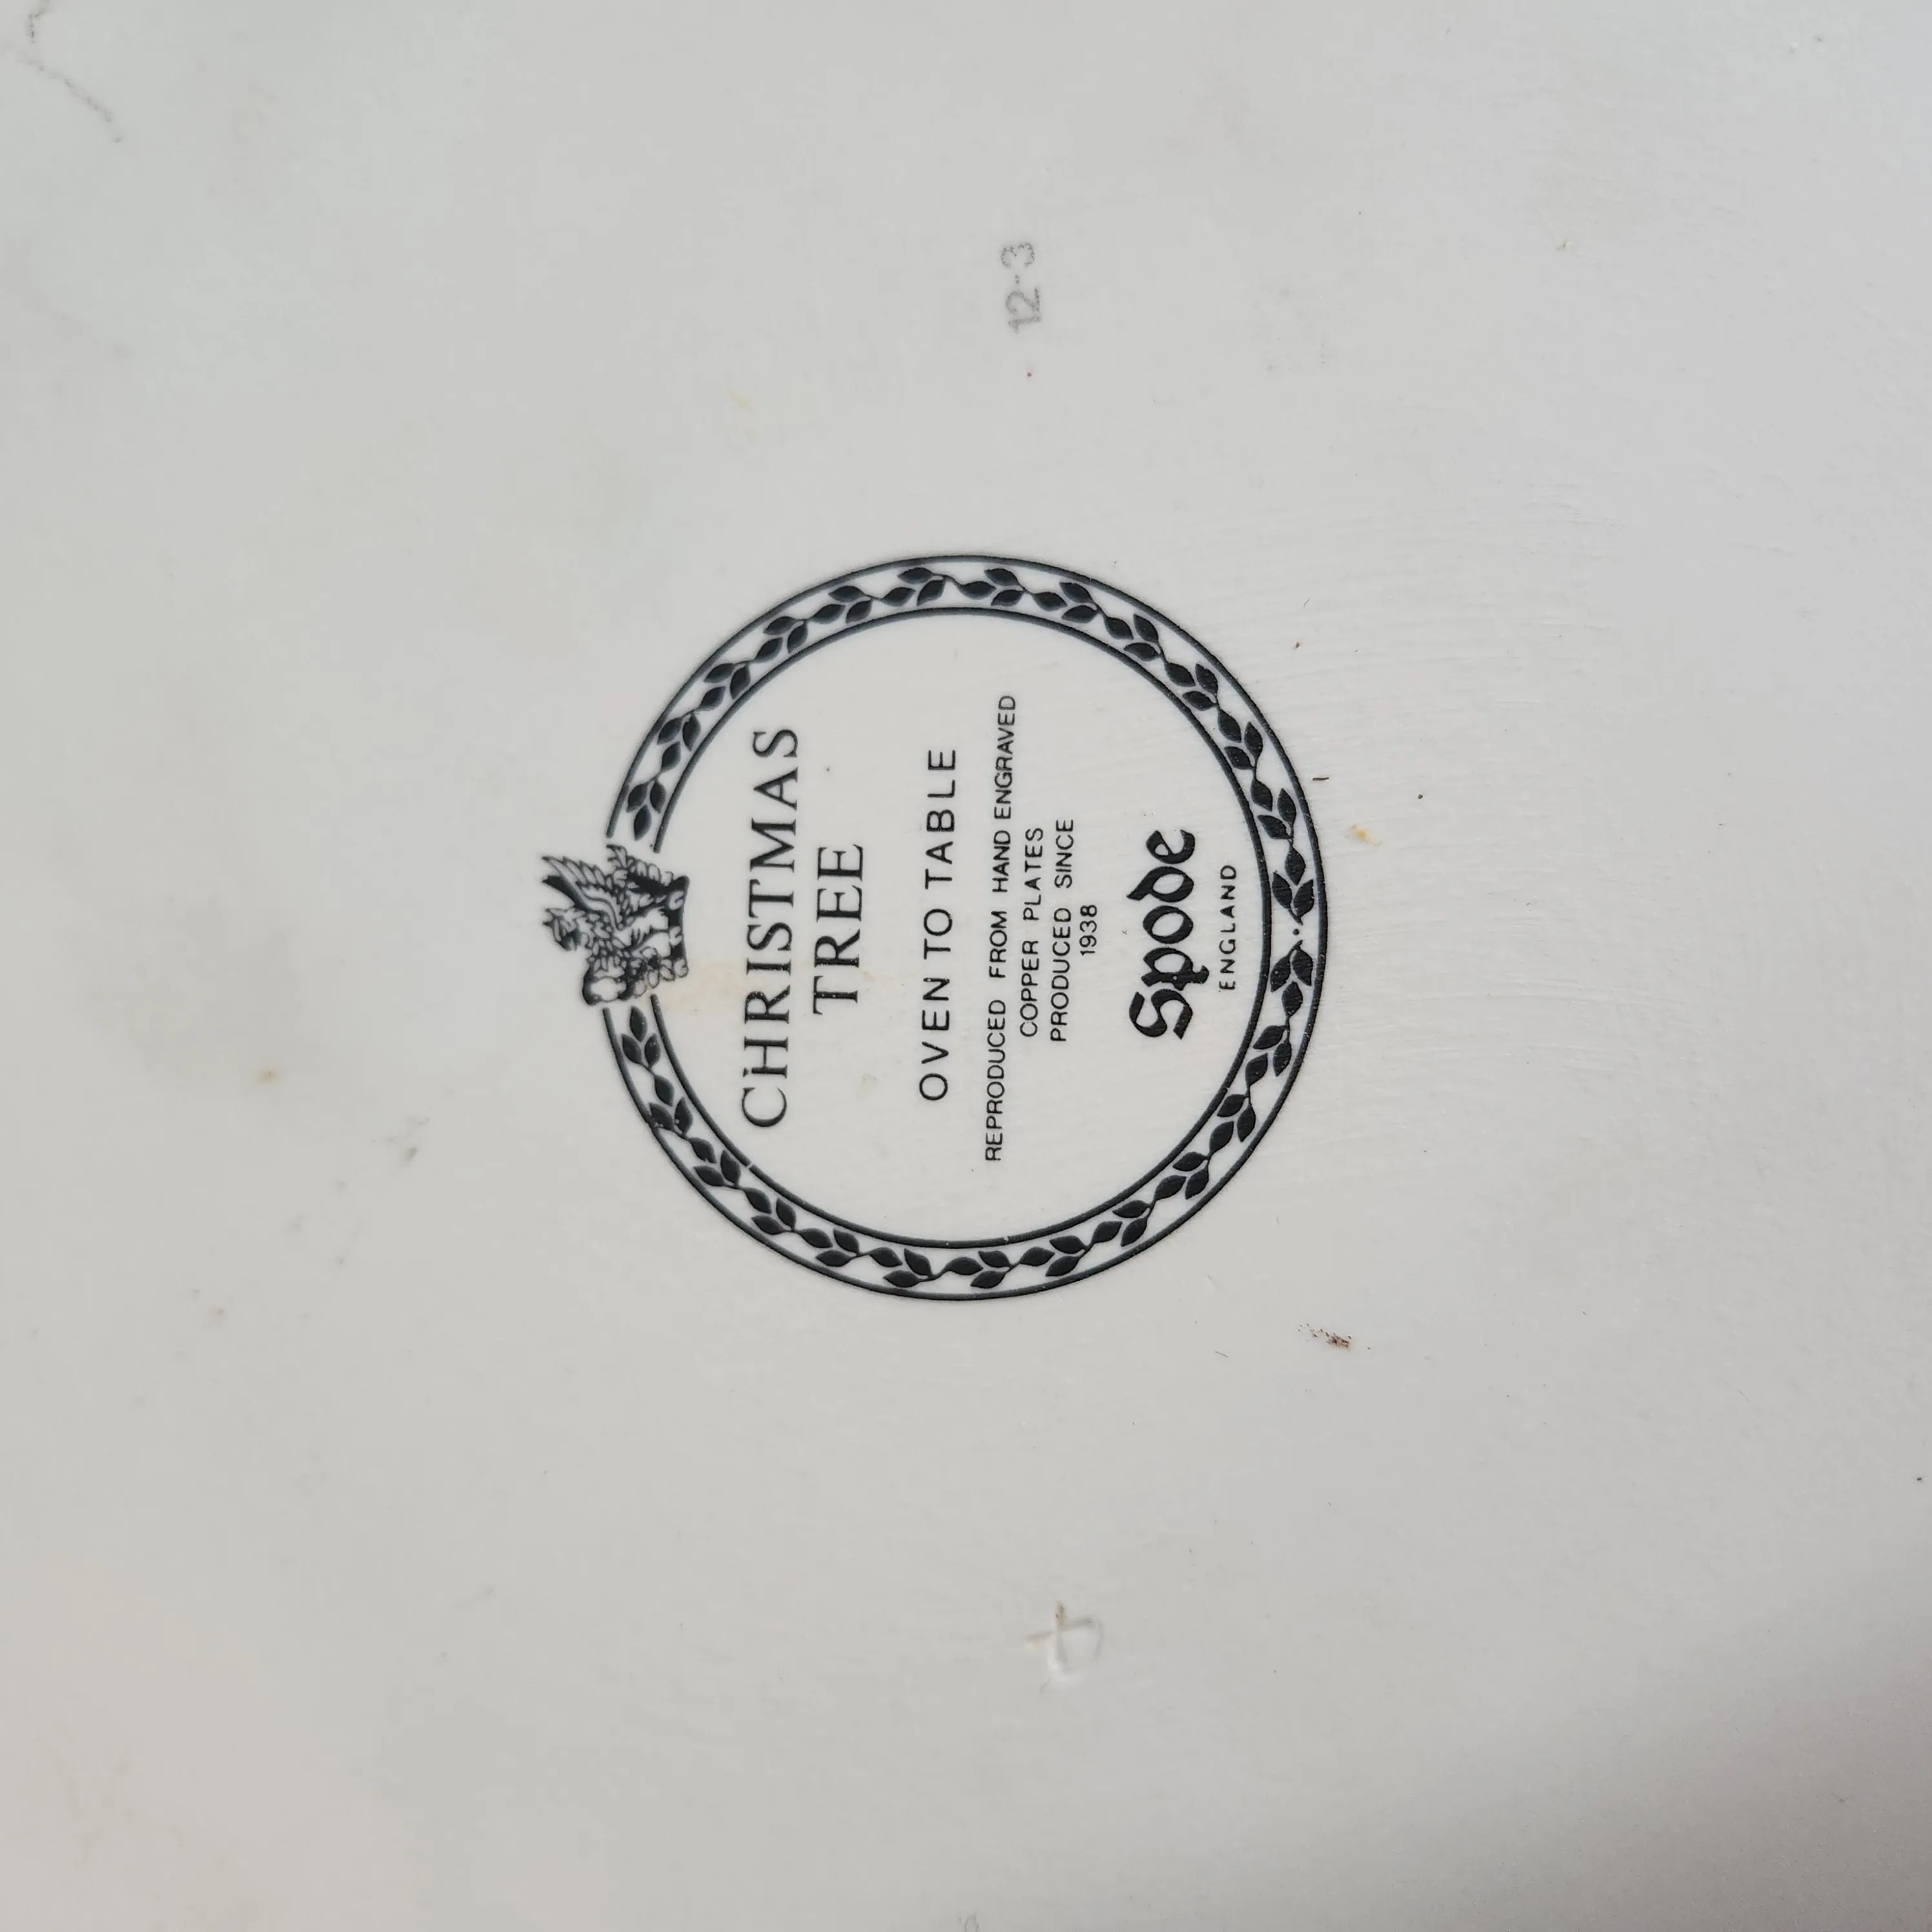 CHRISTMAS
TREE
OVEN TO TABLE
REPRODUCED FROM HAND ENGRAVED
COPPER PLATES
PRODUCED SINCE
1938
Spode
ENGLAND
12-3